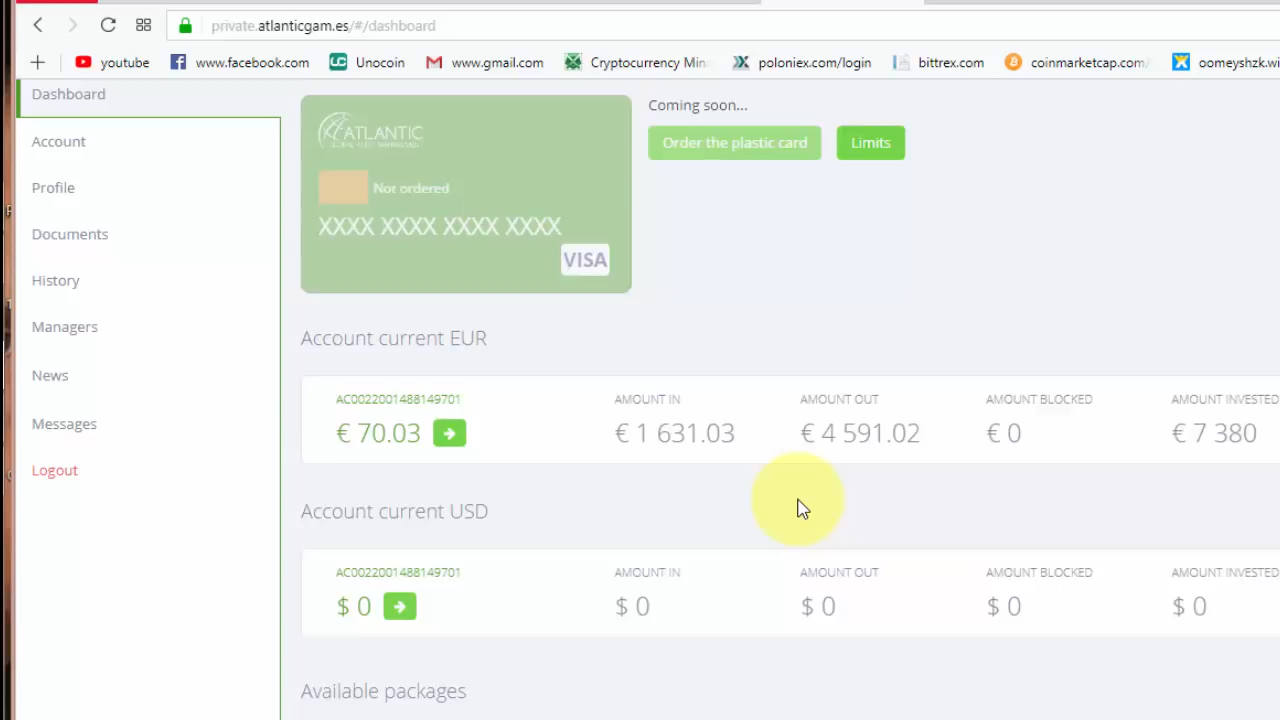 private.atlanticgam.es/#/dashboard
youtube
www.facebook.com
Unocoin
www.gmail.com
Cryptocurrency Min
poloniex.com/login
bittrex.com
coinmarketcap.com/
oomeyshzk.wi
Dashboard
Account
Profile
Documents
History
Managers
News
Messages
Logout
ATLANTIC
Not ordered
XXXX XXXX XXXX XXXX
VISA
Coming soon...
Order the plastic card
Limits
Account current EUR
AC0022001488149701 AMOUNT IN AMOUNT OUT AMOUNT BLOCKED AMOUNT INVESTED
€ 70.03 € 1 631.03 € 4 591.02 € 0 € 7 380
Account current USD
AC0022001488149701 AMOUNT IN AMOUNT OUT AMOUNT BLOCKED AMOUNT INVESTED
$ 0 $ 0 $ 0 $ 0 $ 0
Available packages